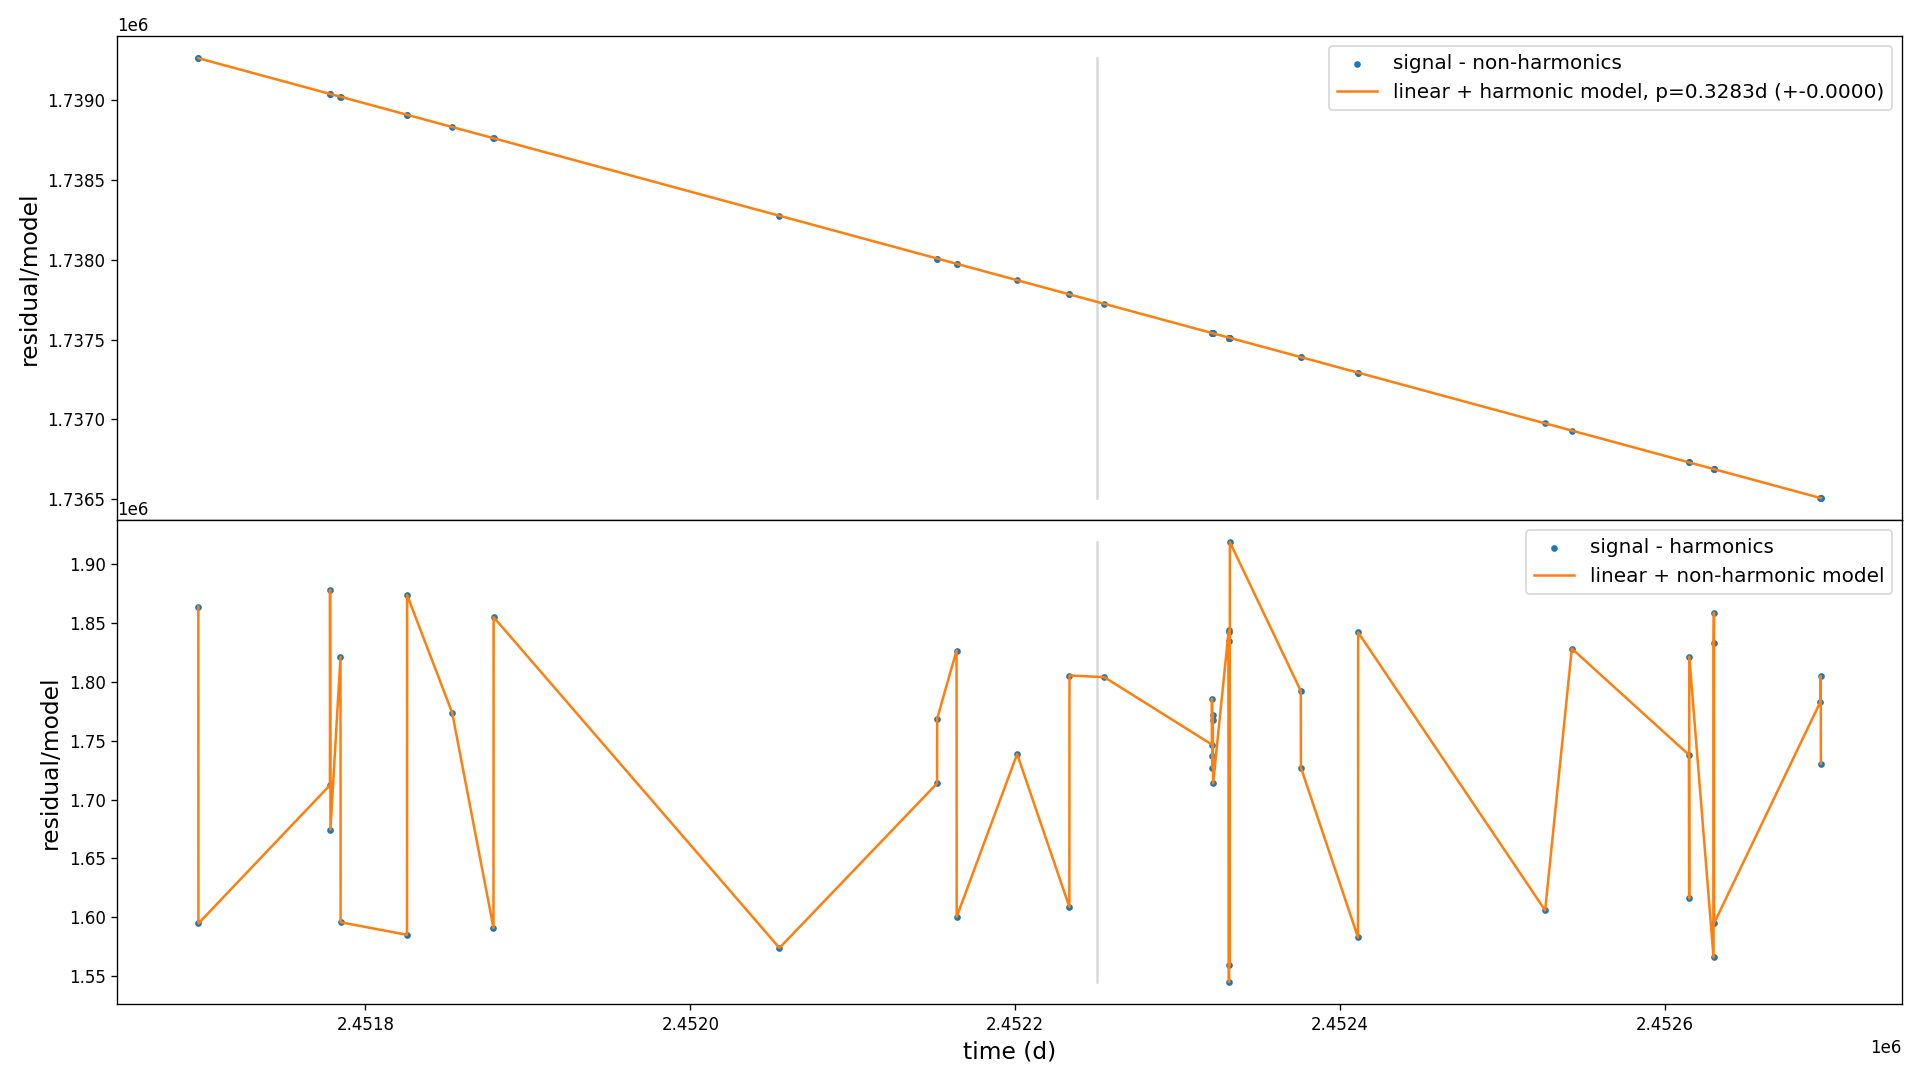 1e6
signal - non-harmonics
linear + harmonic model, p=0.3283d (+-0.0000)
1.7390
1.7385
1.7380
1.7375
1.7370
1.7365
residual/model
1e6
signal - harmonics
linear + non-harmonic model
1.90
1.85
1.80
1.75
1.70
1.65
1.60
1.55
residual/model
2.4518
2.4520
2.4522
2.4524
2.4526
time (d)
1e6